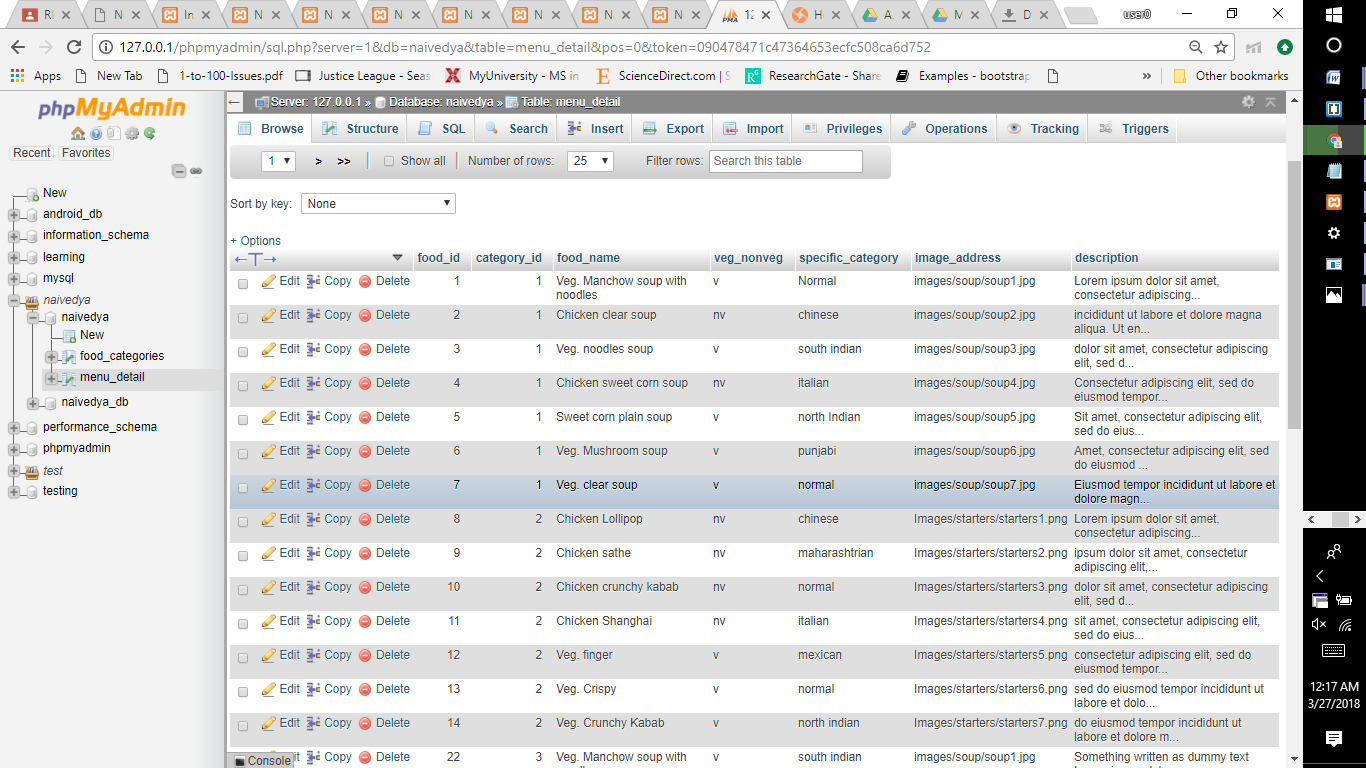 RI
N
In
N
N
N
N
N
N
N
12
H
A
M
D
user0
127.0.0.1/phpmyadmin/sql.php?server=1&db=naivedya&table=menu_detail&pos=0&token=090478471c47364653ecfc508ca6d752
Apps New Tab 1-to-100-Issues.pdf Justice League - Seas MyUniversity - MS in ScienceDirect.com | S ResearchGate - Share Examples - bootstrap » Other bookmarks
phpMyAdmin
Recent Favorites
New
android_db
information_schema
learning
mysql
naivedya
naivedya
New
food_categories
menu_detail
naivedya_db
performance_schema
phpmyadmin
test
testing
Server: 127.0.0.1 » Database: naivedya » Table: menu_detail
Browse Structure SQL Search Insert Export Import Privileges Operations Tracking Triggers
1 > >> Show all Number of rows: 25 Filter rows: Search this table
Sort by key: None
+ Options
food_id category_id food_name veg_nonveg specific_category image_address description
Edit Copy Delete 1 1 Veg. Manchow soup with noodles v Normal images/soup/soup1.jpg Lorem ipsum dolor sit amet, consectetur adipiscing...
Edit Copy Delete 2 1 Chicken clear soup nv chinese images/soup/soup2.jpg incididunt ut labore et dolore magna aliqua. Ut en...
Edit Copy Delete 3 1 Veg. noodles soup v south indian images/soup/soup3.jpg dolor sit amet, consectetur adipiscing elit, sed d...
Edit Copy Delete 4 1 Chicken sweet corn soup nv italian images/soup/soup4.jpg Consectetur adipiscing elit, sed do eiusmod tempor...
Edit Copy Delete 5 1 Sweet corn plain soup v north Indian images/soup/soup5.jpg Sit amet, consectetur adipiscing elit, sed do eius...
Edit Copy Delete 6 1 Veg. Mushroom soup v punjabi images/soup/soup6.jpg Amet, consectetur adipiscing elit, sed do eiusmod ...
Edit Copy Delete 7 1 Veg. clear soup v normal images/soup/soup7.jpg Eiusmod tempor incididunt ut labore et dolore magn...
Edit Copy Delete 8 2 Chicken Lollipop nv chinese Images/starters/starters1.png Lorem ipsum dolor sit amet, consectetur adipiscing...
Edit Copy Delete 9 2 Chicken sathe nv maharashtrian Images/starters/starters2.png ipsum dolor sit amet, consectetur adipiscing elit,...
Edit Copy Delete 10 2 Chicken crunchy kabab nv normal Images/starters/starters3.png dolor sit amet, consectetur adipiscing elit, sed d...
Edit Copy Delete 11 2 Chicken Shanghai nv italian Images/starters/starters4.png sit amet, consectetur adipiscing elit, sed do eius...
Edit Copy Delete 12 2 Veg. finger v mexican Images/starters/starters5.png consectetur adipiscing elit, sed do eiusmod tempor...
Edit Copy Delete 13 2 Veg. Crispy v normal Images/starters/starters6.png sed do eiusmod tempor incididunt ut labore et dolo...
Edit Copy Delete 14 2 Veg. Crunchy Kabab v north indian Images/starters/starters7.png do eiusmod tempor incididunt ut labore et dolore m...
Copy Delete 22 3 Veg. Manchow soup with v south indian images/soup/soup1.jpg Something written as dummy text
Console
12:17 AM
3/27/2018